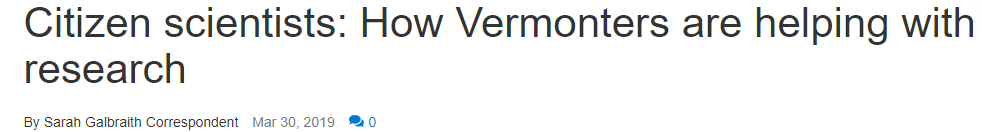 Citizen scientists: How Vermonters are helping with
research
By Sarah Galbraith Correspondent Mar 30, 2019 0